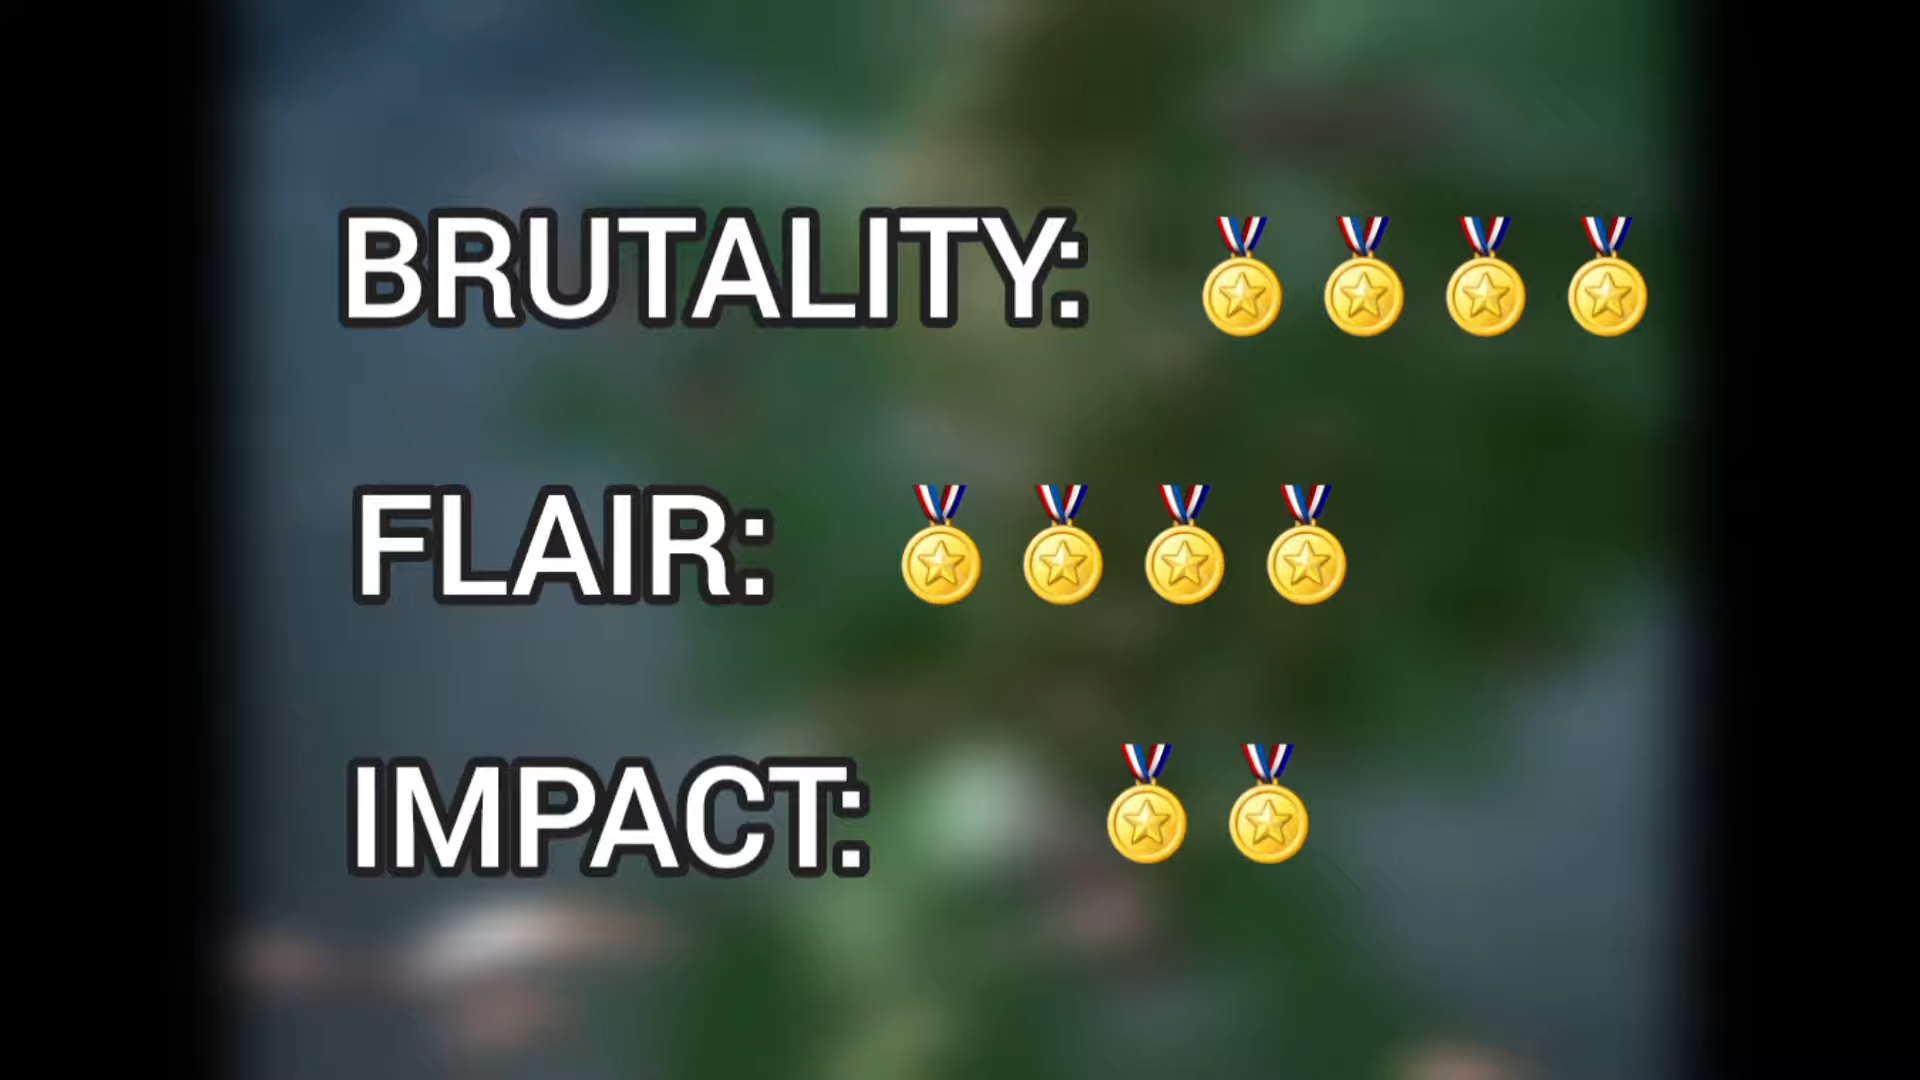 BRUTALITY: 🏅 🏅 🏅 🏅
FLAIR: 🏅 🏅 🏅 🏅
IMPACT: 🏅 🏅